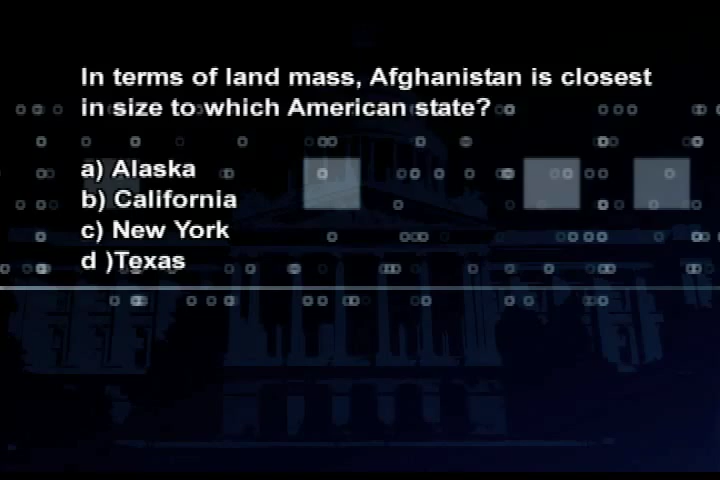 In terms of land mass, Afghanistan is closest
in size to which American state?
a) Alaska
b) California
c) New York
d )Texas